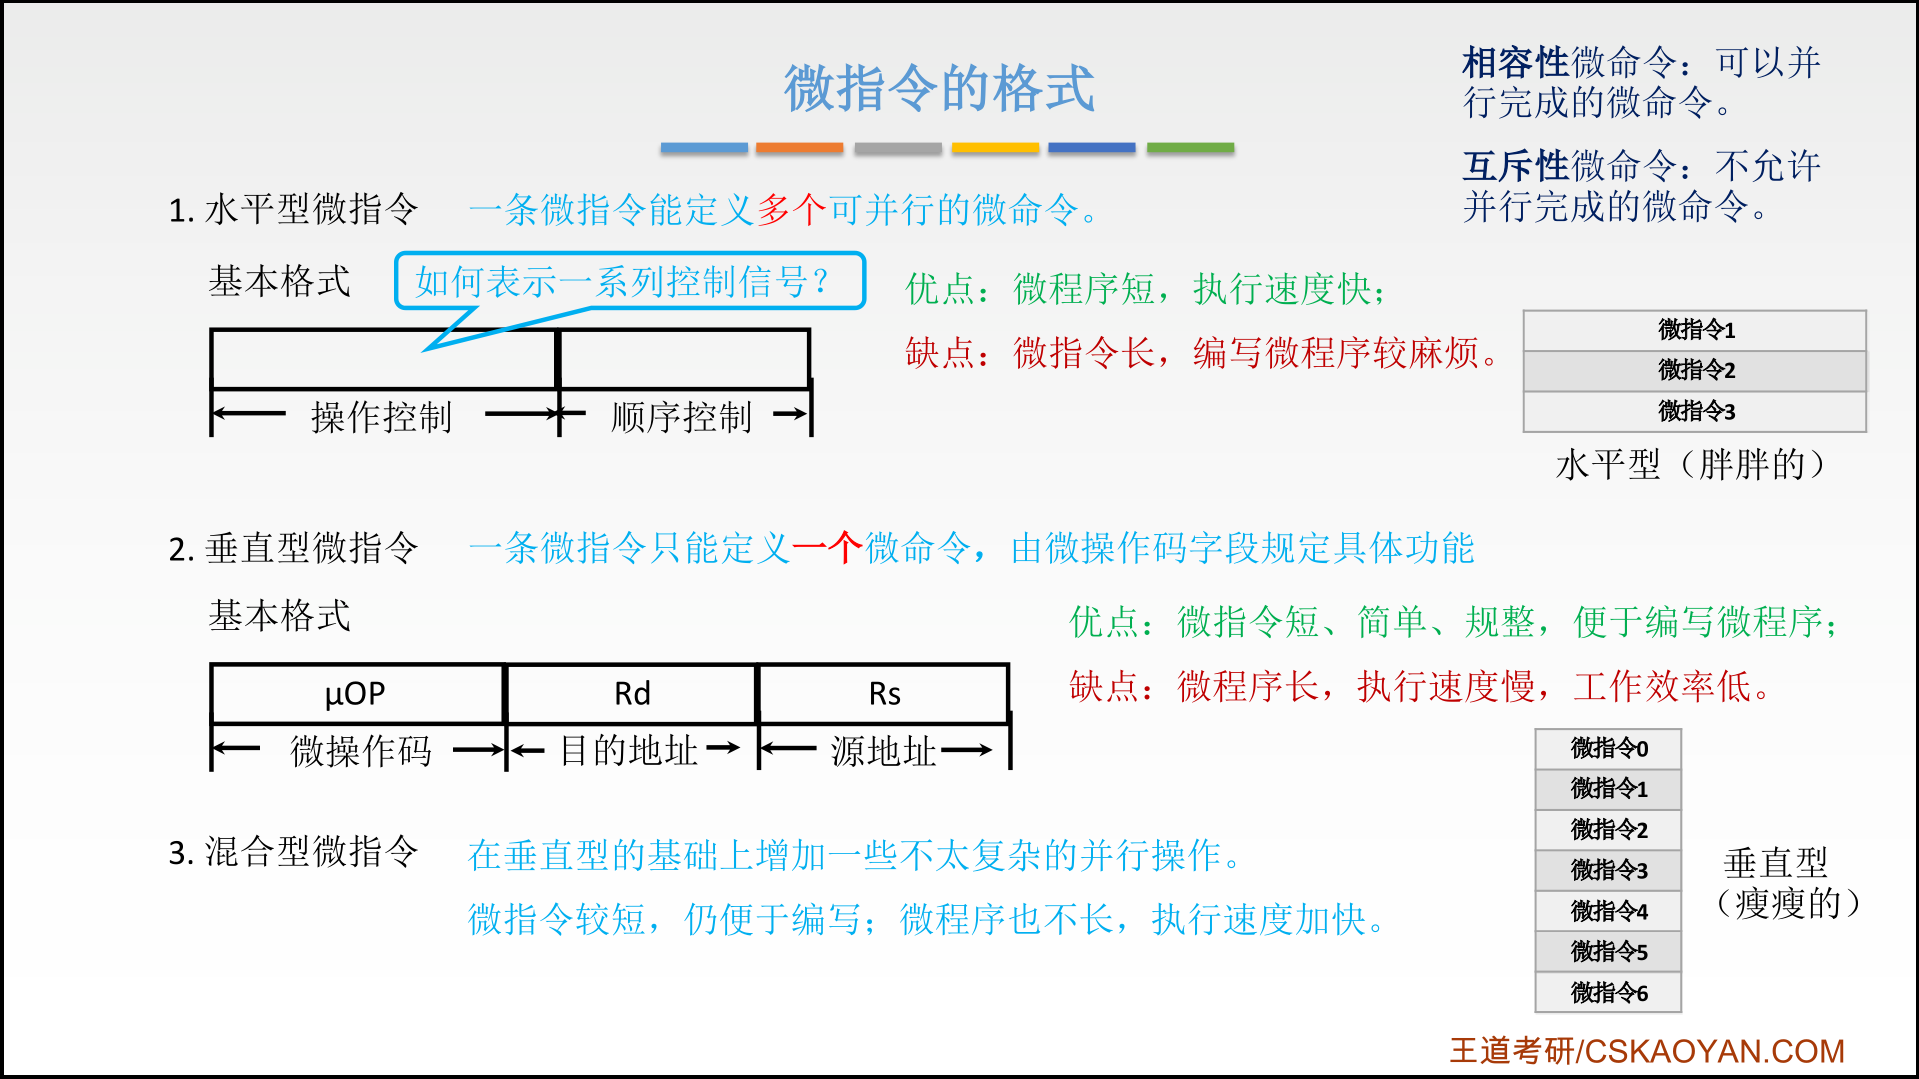 微指令的格式
相容性微命令：可以并
行完成的微命令。
互斥性微命令：不允许
并行完成的微命令。
1. 水平型微指令 一条微指令能定义多个可并行的微命令。
基本格式 如何表示一系列控制信号？
优点：微程序短，执行速度快；
缺点：微指令长，编写微程序较麻烦。
操作控制 顺序控制
微指令1
微指令2
微指令3
水平型（胖胖的）
2. 垂直型微指令 一条微指令只能定义一个微命令，由微操作码字段规定具体功能
基本格式
优点：微指令短、简单、规整，便于编写微程序；
缺点：微程序长，执行速度慢，工作效率低。
μOP Rd Rs
微操作码 目的地址 源地址
微指令0
微指令1
微指令2
微指令3
微指令4
微指令5
微指令6
垂直型
（瘦瘦的）
3. 混合型微指令 在垂直型的基础上增加一些不太复杂的并行操作。
微指令较短，仍便于编写；微程序也不长，执行速度加快。
王道考研/CSKAOYAN.COM